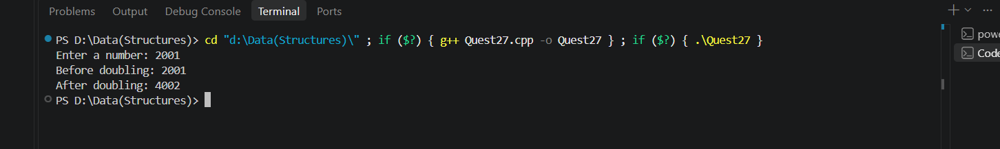 Problems Output Debug Console Terminal Ports
PS D:\Data(Structures)> cd "d:\Data(Structures)\" ; if ($?) { g++ Quest27.cpp -o Quest27 } ; if ($?) { .\Quest27 }
Enter a number: 2001
Before doubling: 2001
After doubling: 4002
PS D:\Data(Structures)>
powe
Code